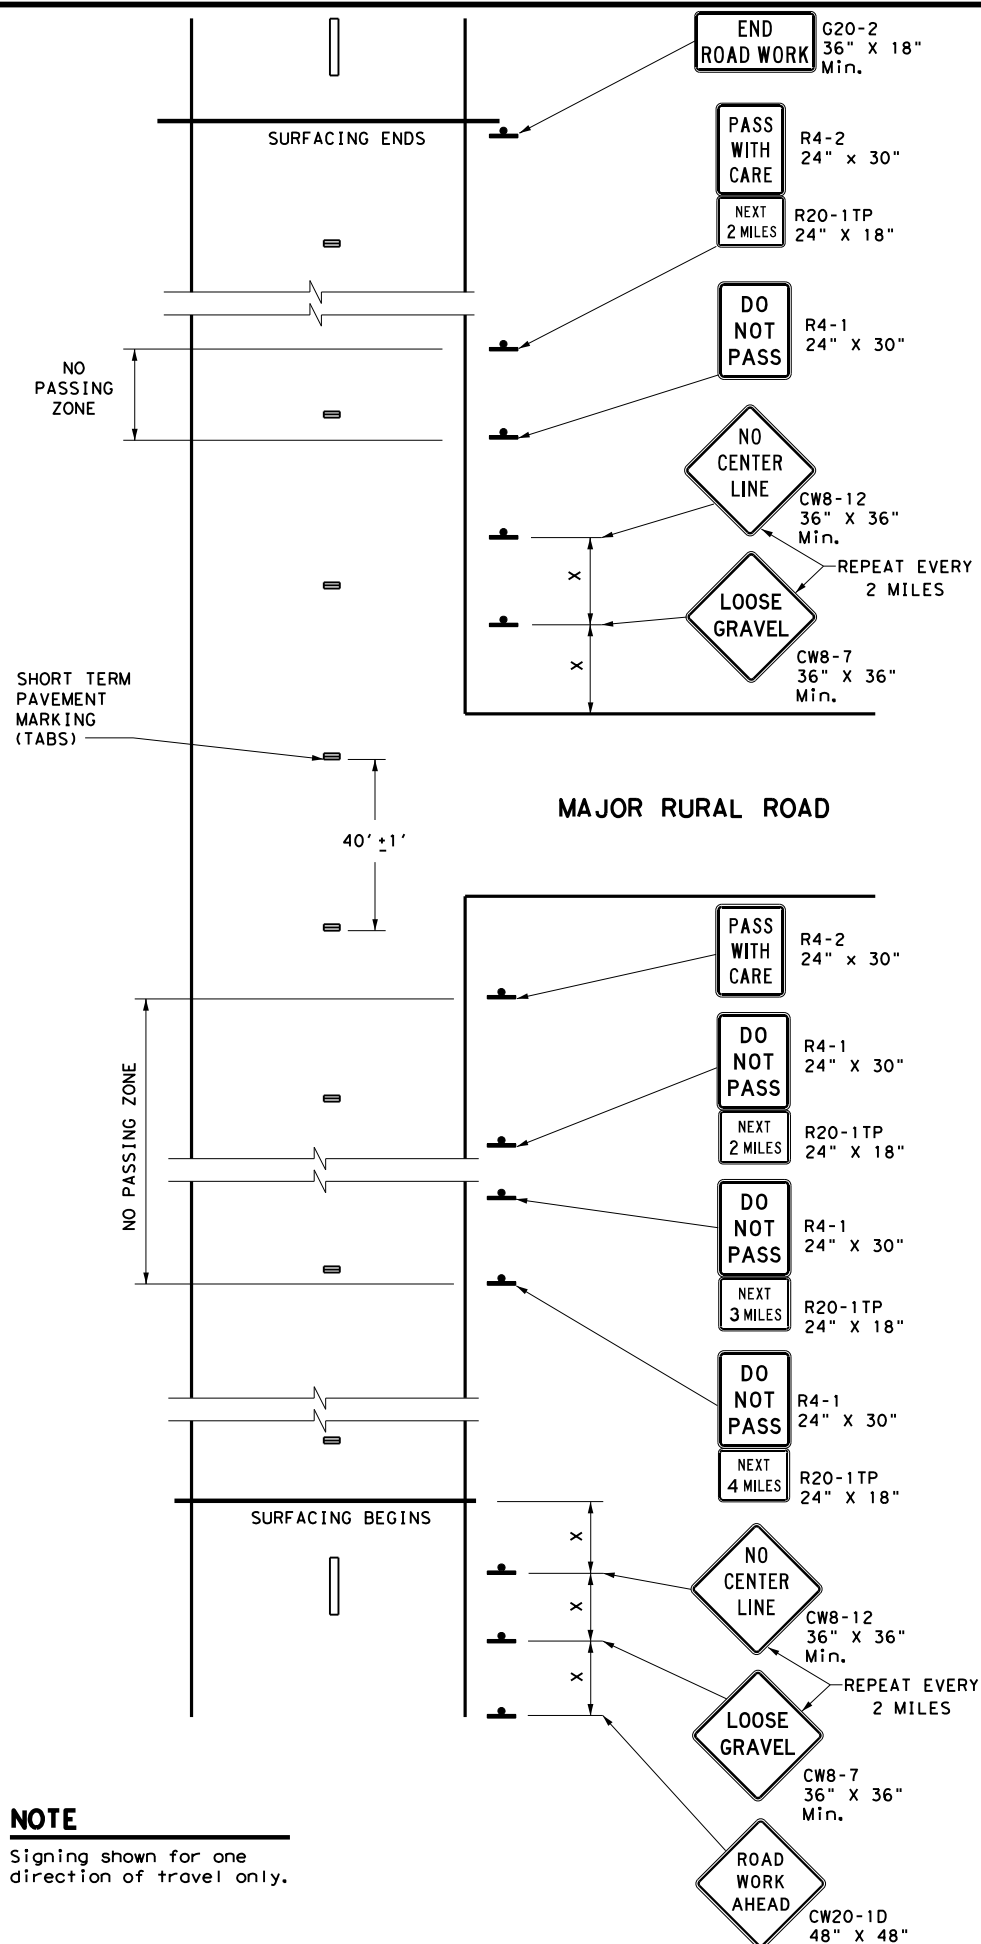 END
ROAD WORK
G20-2
36" X 18"
Min.
SURFACING ENDS
PASS
WITH
CARE
R4-2
24" x 30"
NEXT
2 MILES
R20-1TP
24" X 18"
DO
NOT
PASS
R4-1
24" X 30"
NO
PASSING
ZONE
NO
CENTER
LINE
CW8-12
36" X 36"
Min.
REPEAT EVERY
2 MILES
X
LOOSE
GRAVEL
CW8-7
36" X 36"
Min.
X
SHORT TERM
PAVEMENT
MARKING
(TABS)
MAJOR RURAL ROAD
40' ±1'
PASS
WITH
CARE
R4-2
24" x 30"
DO
NOT
PASS
R4-1
24" X 30"
NO PASSING ZONE
NEXT
2 MILES
R20-1TP
24" X 18"
DO
NOT
PASS
R4-1
24" X 30"
NEXT
3 MILES
R20-1TP
24" X 18"
DO
NOT
PASS
R4-1
24" X 30"
NEXT
4 MILES
R20-1TP
24" X 18"
SURFACING BEGINS
X
NO
CENTER
LINE
CW8-12
36" X 36"
Min.
X
REPEAT EVERY
2 MILES
X
LOOSE
GRAVEL
CW8-7
36" X 36"
Min.
NOTE
Signing shown for one
direction of travel only.
ROAD
WORK
AHEAD
CW20-1D
48" X 48"